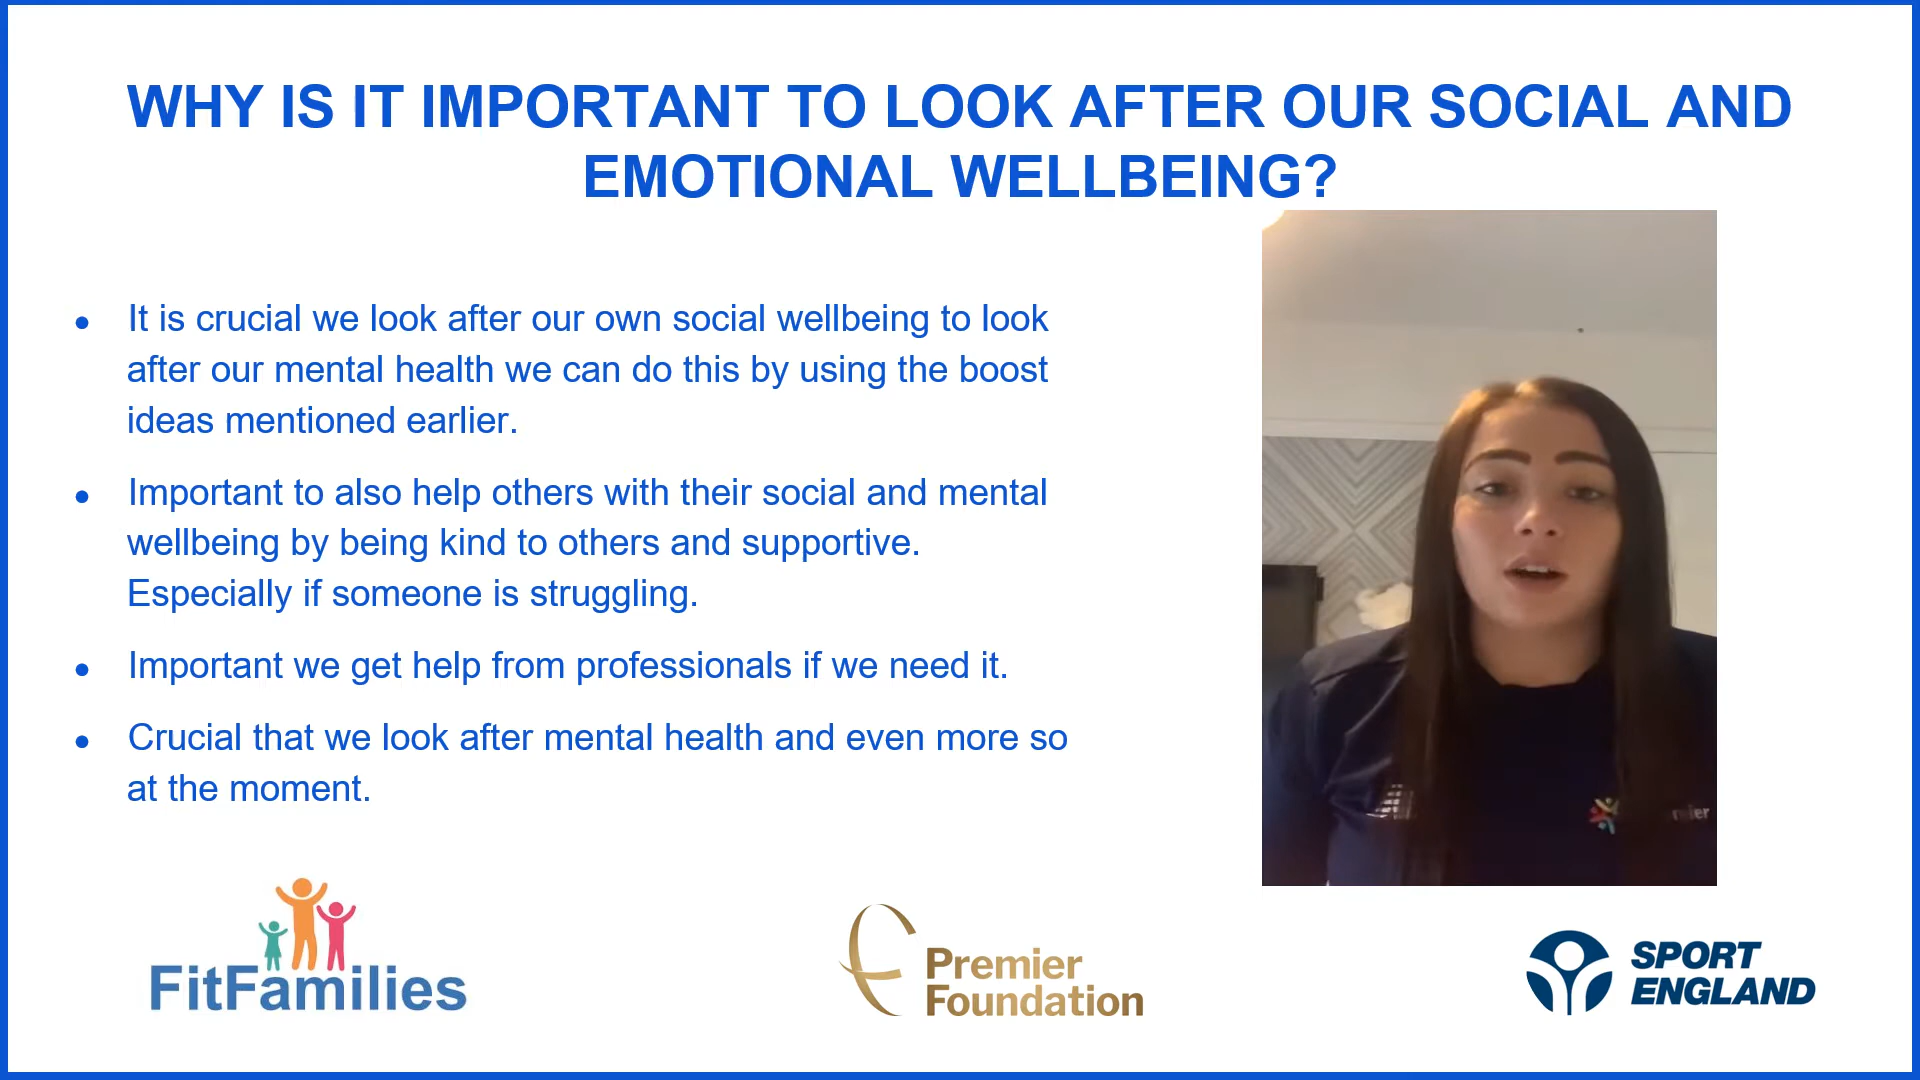 WHY IS IT IMPORTANT TO LOOK AFTER OUR SOCIAL AND
EMOTIONAL WELLBEING?
● It is crucial we look after our own social wellbeing to look
after our mental health we can do this by using the boost
ideas mentioned earlier.
● Important to also help others with their social and mental
wellbeing by being kind to others and supportive.
Especially if someone is struggling.
● Important we get help from professionals if we need it.
● Crucial that we look after mental health and even more so
at the moment.
FitFamilies
Premier
Foundation
SPORT
ENGLAND